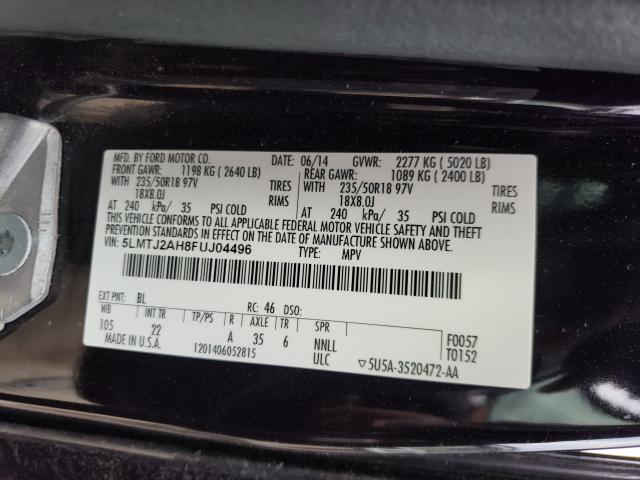 MFD. BY FORD MOTOR CO. DATE: 06/14 GVWR: 2277 KG ( 5020 LB)
FRONT GAWR: 1198 KG ( 2640 LB) REAR GAWR: 1089 KG ( 2400 LB)
WITH 235/50R18 97V TIRES WITH 235/50R18 97V TIRES
18X8.0J RIMS 18X8.0J RIMS
AT 240 kPa/ 35 PSI COLD AT 240 kPa/ 35 PSI COLD
THIS VEHICLE CONFORMS TO ALL APPLICABLE FEDERAL MOTOR VEHICLE SAFETY AND THEFT
PREVENTION STANDARDS IN EFFECT ON THE DATE OF MANUFACTURE SHOWN ABOVE.
VIN: 5LMTJ2AH8FUJ04496 TYPE: MPV
EXT PNT: BL RC: 46 DSO:
WB INT TR TP/PS R AXLE TR SPR F0057
105 22 A 35 6 NNLL T0152
MADE IN U.S.A. 1201406052815 ULC ▽5U5A-3520472-AA